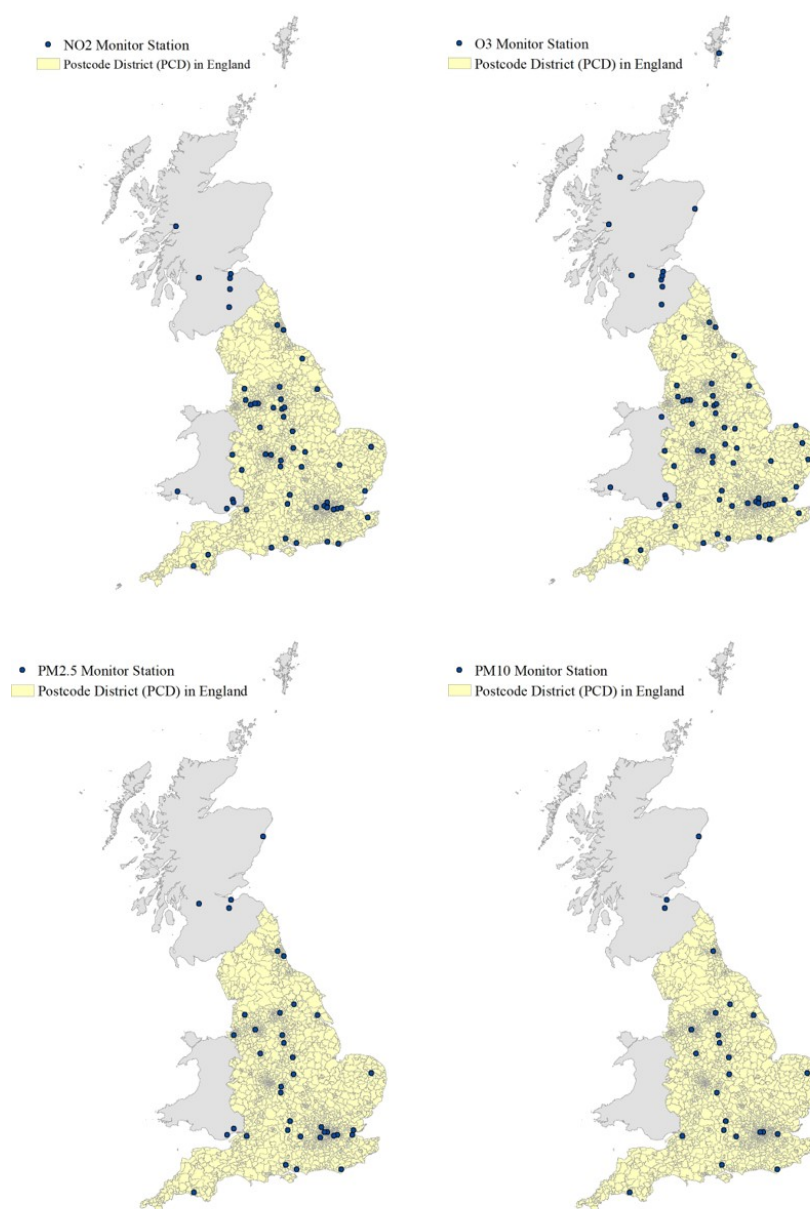 NO2 Monitor Station
Postcode District (PCD) in England
O3 Monitor Station
Postcode District (PCD) in England
PM2.5 Monitor Station
Postcode District (PCD) in England
PM10 Monitor Station
Postcode District (PCD) in England